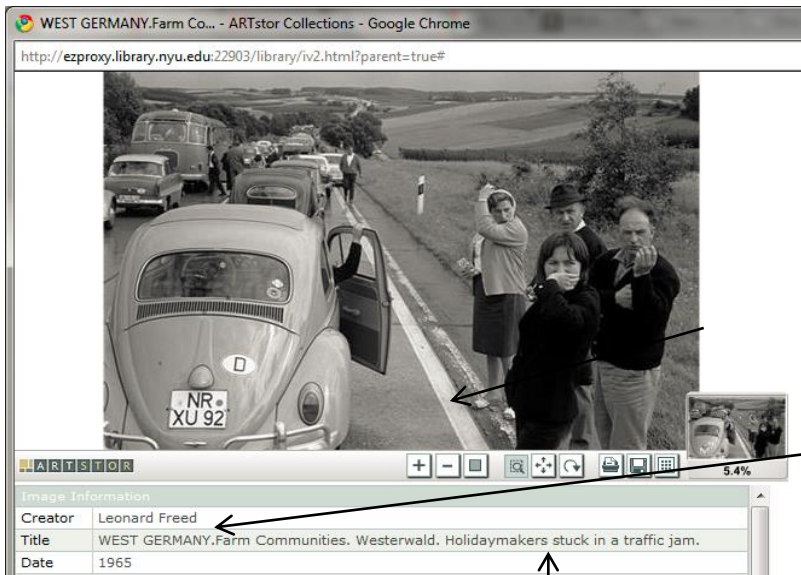 WEST GERMANY.Farm Co... - ARTstor Collections - Google Chrome
http://ezproxy.library.nyu.edu:22903/library/iv2.html?parent=true#
D
NR
XU 92
ARTSTOR
5.4%
Image Information
Creator Leonard Freed
Title WEST GERMANY.Farm Communities. Westerwald. Holidaymakers stuck in a traffic jam.
Date 1965